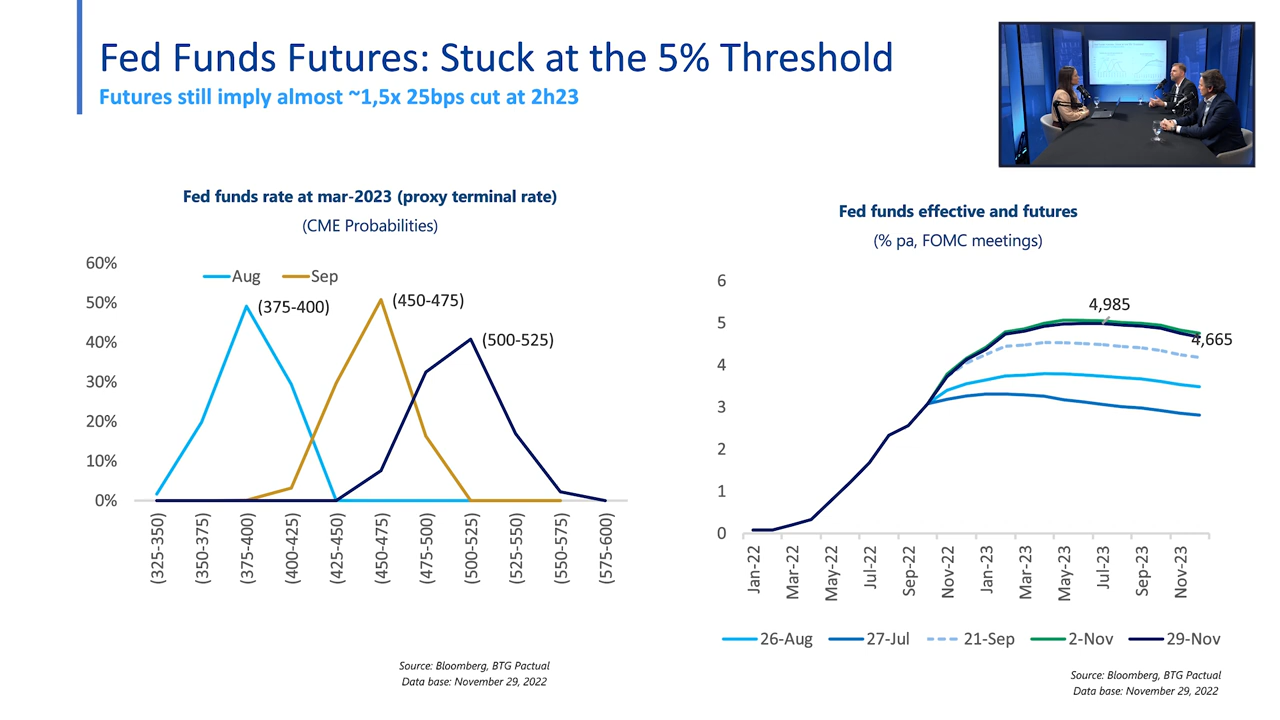 Fed Funds Futures: Stuck at the 5% Threshold
Futures still imply almost ~1,5x 25bps cut at 2h23
Fed funds rate at mar-2023 (proxy terminal rate)
(CME Probabilities)
60%
50%
40%
30%
20%
10%
0%
Aug
Sep
(375-400)
(450-475)
(500-525)
(325-350)
(350-375)
(375-400)
(400-425)
(425-450)
(450-475)
(475-500)
(500-525)
(525-550)
(550-575)
(575-600)
Source: Bloomberg, BTG Pactual
Data base: November 29, 2022
Fed funds effective and futures
(% pa, FOMC meetings)
6
5
4
3
2
1
0
4,985
4,665
Jan-22
Mar-22
May-22
Jul-22
Sep-22
Nov-22
Jan-23
Mar-23
May-23
Jul-23
Sep-23
Nov-23
26-Aug
27-Jul
21-Sep
2-Nov
29-Nov
Source: Bloomberg, BTG Pactual
Data base: November 29, 2022